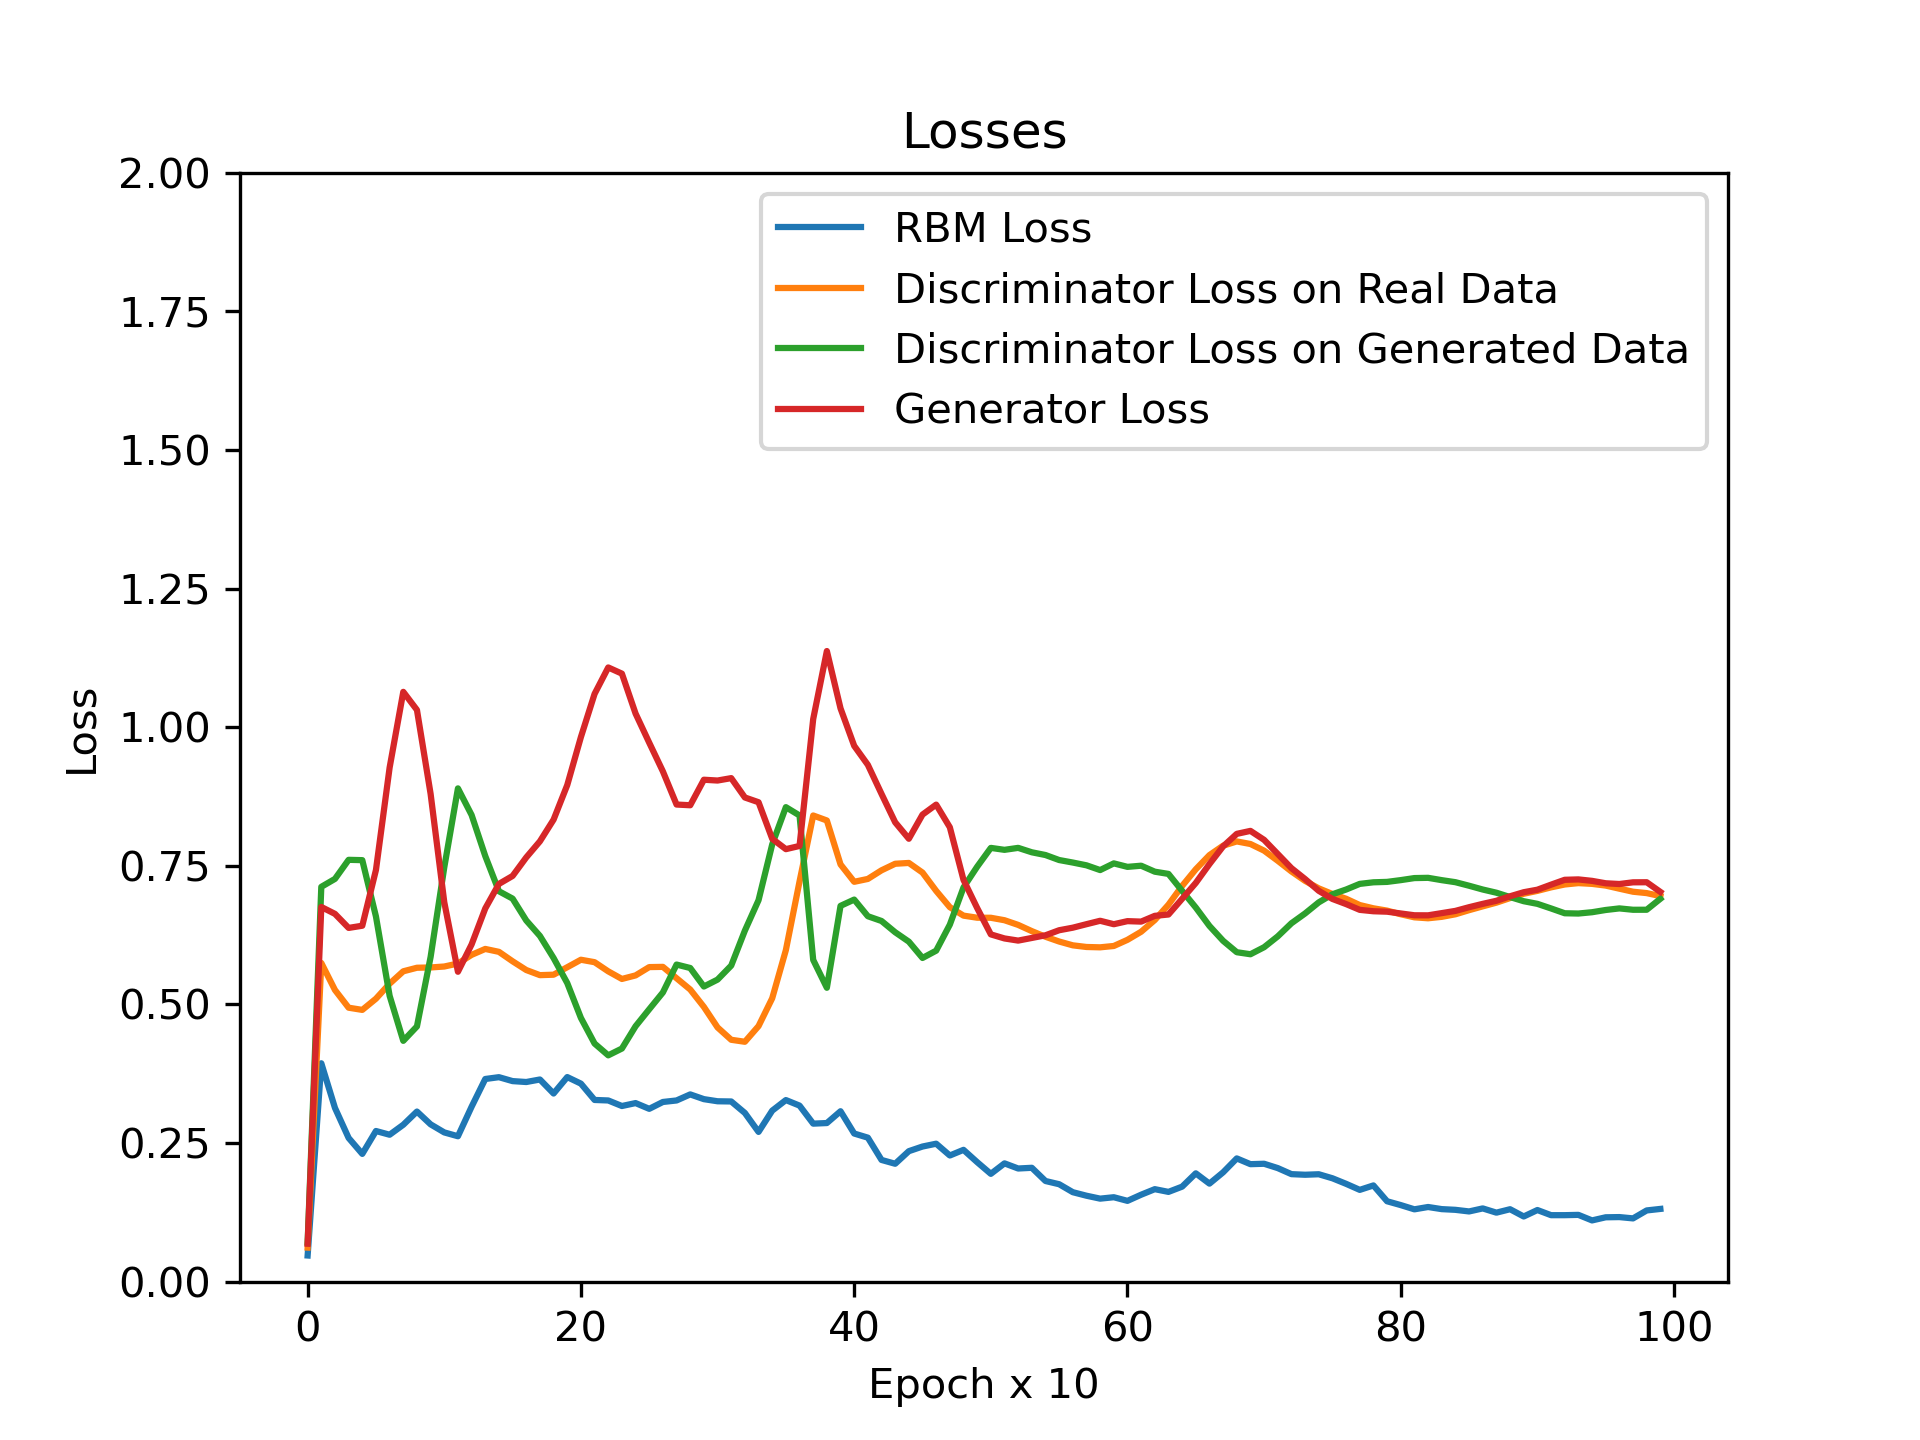 Losses
2.00
1.75
1.50
1.25
1.00
0.75
0.50
0.25
0.00
Loss
RBM Loss
Discriminator Loss on Real Data
Discriminator Loss on Generated Data
Generator Loss
0 20 40 60 80 100
Epoch x 10